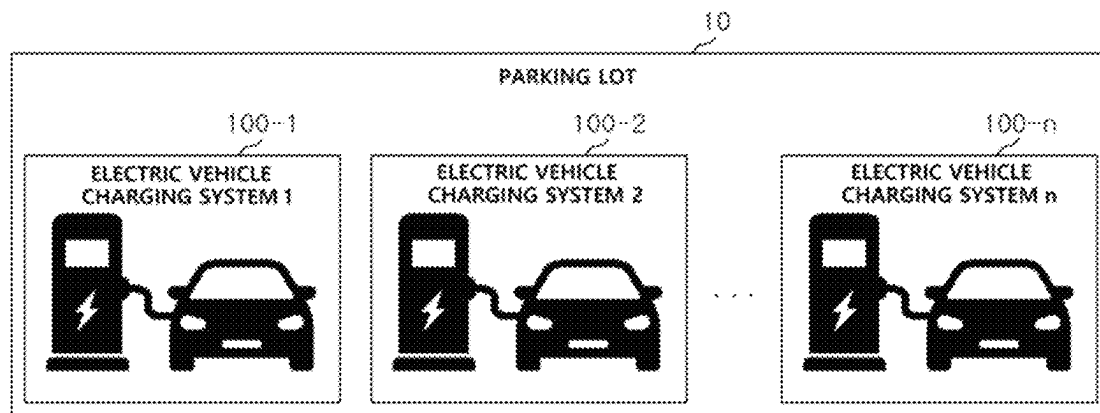 10
PARKING LOT
100-1
100-2
100-n
ELECTRIC VEHICLE
CHARGING SYSTEM 1
ELECTRIC VEHICLE
CHARGING SYSTEM 2
ELECTRIC VEHICLE
CHARGING SYSTEM n
. . .